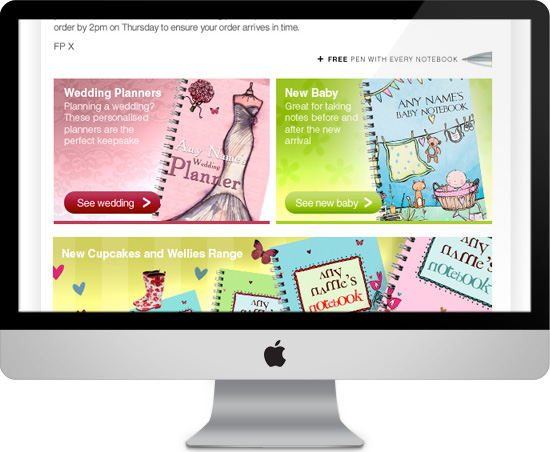 order by 2pm on Thursday to ensure your order arrives in time.
FP X
+ FREE PEN WITH EVERY NOTEBOOK
Wedding Planners
Planning a wedding?
These personalised
planners are the
perfect keepsake
See wedding
Any Name's
Wedding
Planner
New Baby
Great for taking
notes before and
after the new
arrival
See new baby
ANY NAME'S
BABY NOTEBOOK
New Cupcakes and Wellies Range
any
name's
notebook
any
name's
notebook
any
name's
notebook